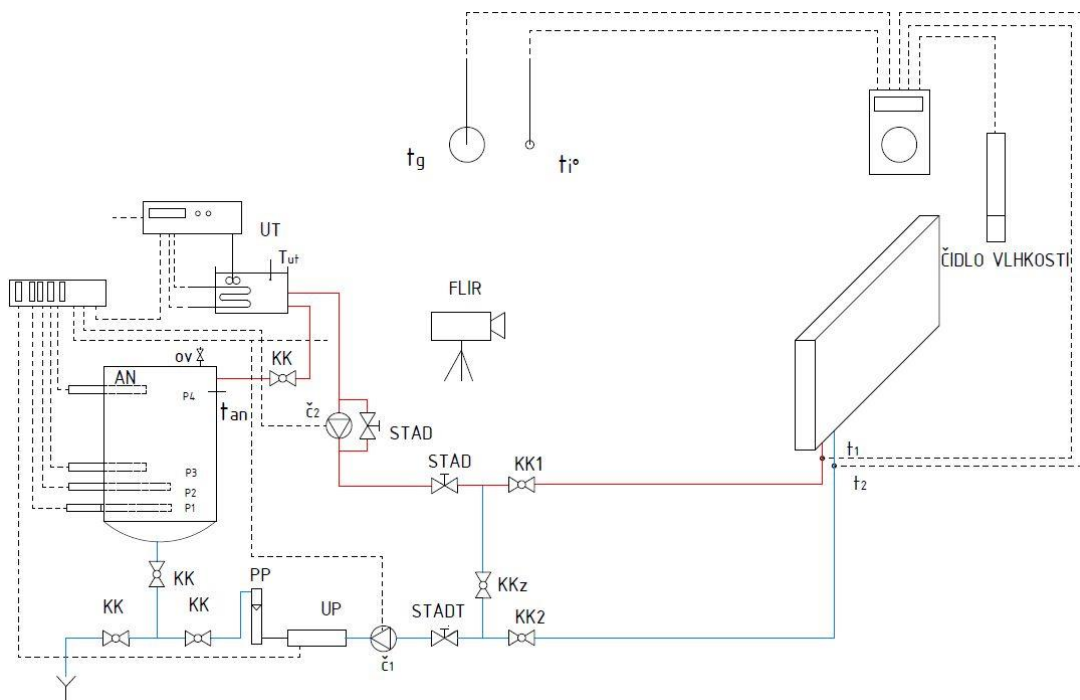 tg
ti°
UT
Tut
ČIDLO VLHKOSTI
FLIR
ov
KK
AN
P4
tan
č2
STAD
t1
P3
STAD
KK1
P2
t2
P1
KK
PP
KKz
KK
KK
UP
STADT
KK2
č1